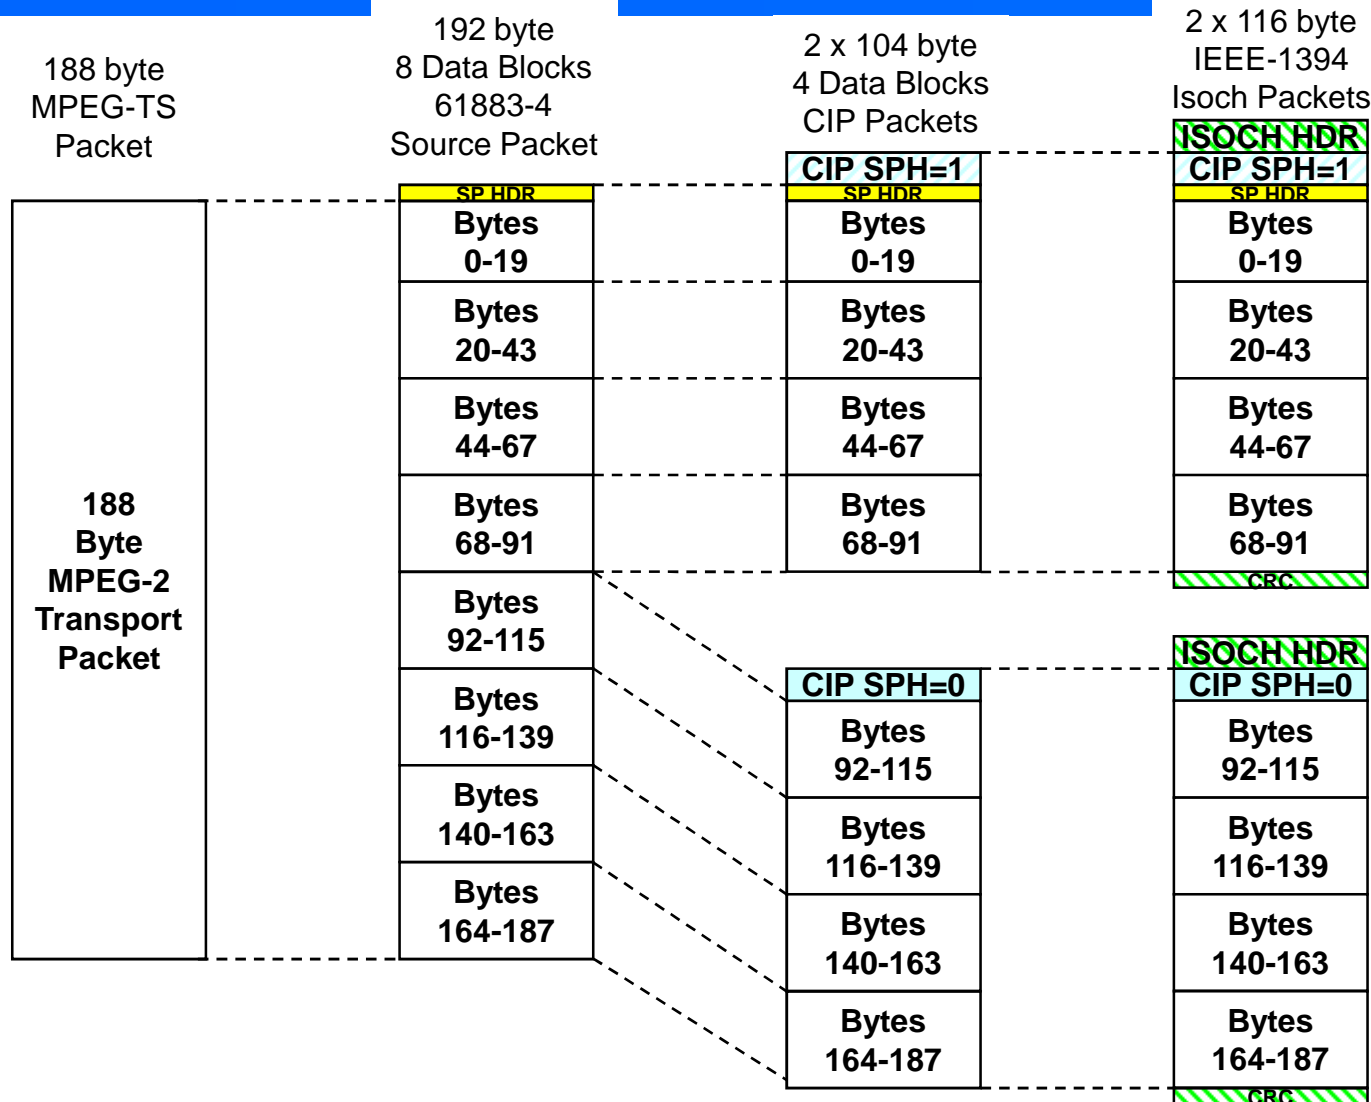 188 byte
MPEG-TS
Packet
192 byte
8 Data Blocks
61883-4
Source Packet
2 x 104 byte
4 Data Blocks
CIP Packets
2 x 116 byte
IEEE-1394
Isoch Packets
188
Byte
MPEG-2
Transport
Packet
SP HDR
Bytes
0-19
Bytes
20-43
Bytes
44-67
Bytes
68-91
Bytes
92-115
Bytes
116-139
Bytes
140-163
Bytes
164-187
CIP SPH=1
SP HDR
Bytes
0-19
Bytes
20-43
Bytes
44-67
Bytes
68-91
CIP SPH=0
Bytes
92-115
Bytes
116-139
Bytes
140-163
Bytes
164-187
ISOCH HDR
CIP SPH=1
SP HDR
Bytes
0-19
Bytes
20-43
Bytes
44-67
Bytes
68-91
CRC
ISOCH HDR
CIP SPH=0
Bytes
92-115
Bytes
116-139
Bytes
140-163
Bytes
164-187
CRC